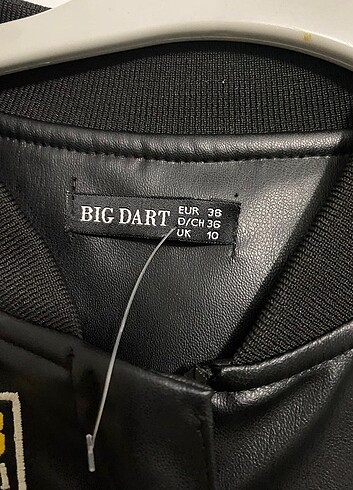 BIG DART
EUR 38
D/CH 36
UK 10